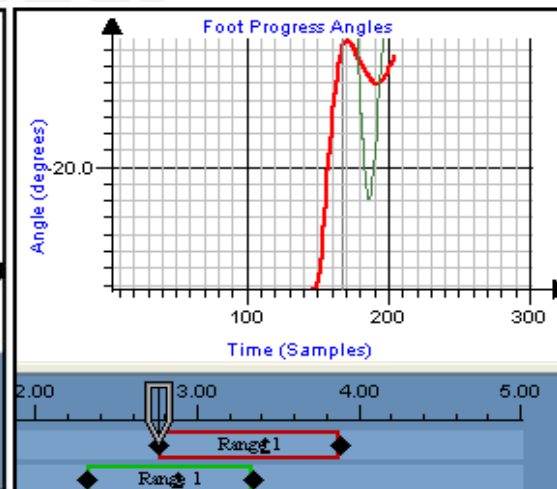 Foot Progress Angles
Angle (degrees)
-20.0
100 200 300
Time (Samples)
2.00 3.00 4.00 5.00
Range 1
Range 1